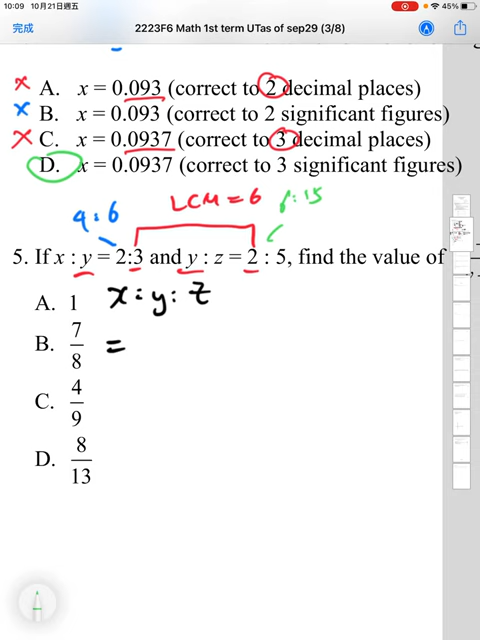 10:09 10月21日週五 45%
完成 2223F6 Math 1st term UTas of sep29 (3/8)
A. x = 0.093 (correct to 2 decimal places)
B. x = 0.093 (correct to 2 significant figures)
C. x = 0.0937 (correct to 3 decimal places)
D. x = 0.0937 (correct to 3 significant figures)
4:6 LCM=6 :15
5. If x : y = 2:3 and y : z = 2 : 5, find the value of
A. 1 x:y:z
B. 7/8 =
C. 4/9
D. 8/13